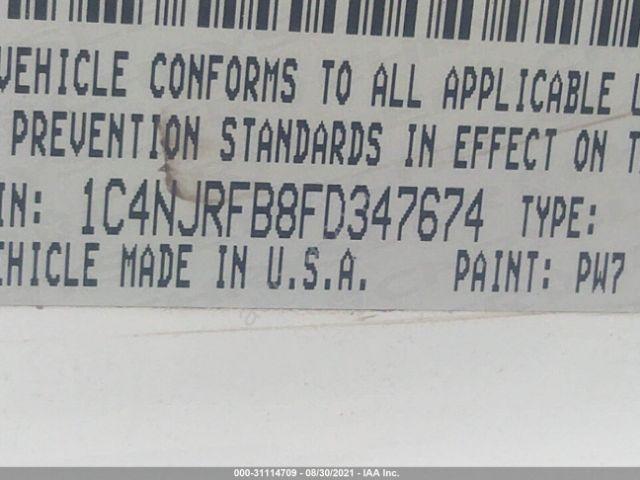 VEHICLE CONFORMS TO ALL APPLICABLE
PREVENTION STANDARDS IN EFFECT ON
IN: 1C4NJRFB8FD347674 TYPE:
EHICLE MADE IN U.S.A. PAINT: PW7
000-31114709 - 08/30/2021 - IAA Inc.